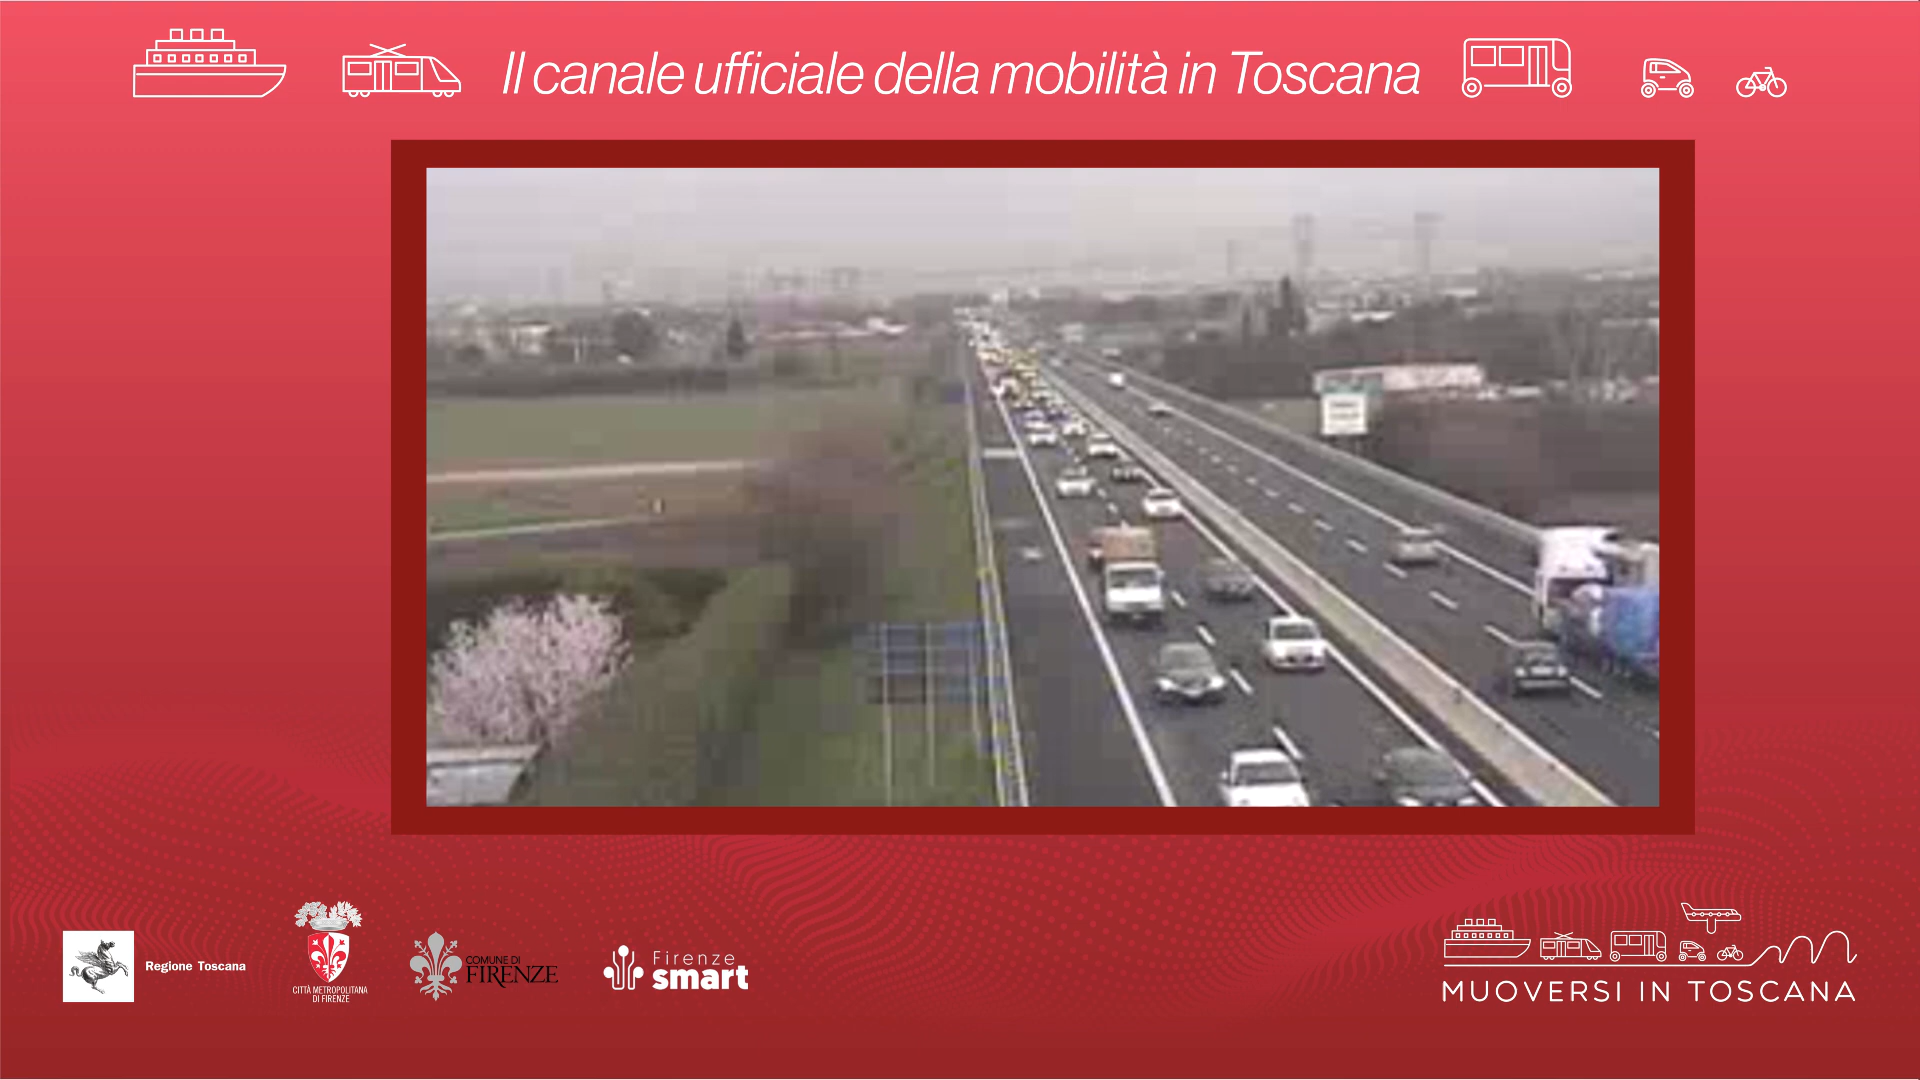 Il canale ufficiale della mobilità in Toscana
Regione Toscana
CITTÀ METROPOLITANA
DI FIRENZE
COMUNE DI
FIRENZE
Firenze
smart
MUOVERSI IN TOSCANA